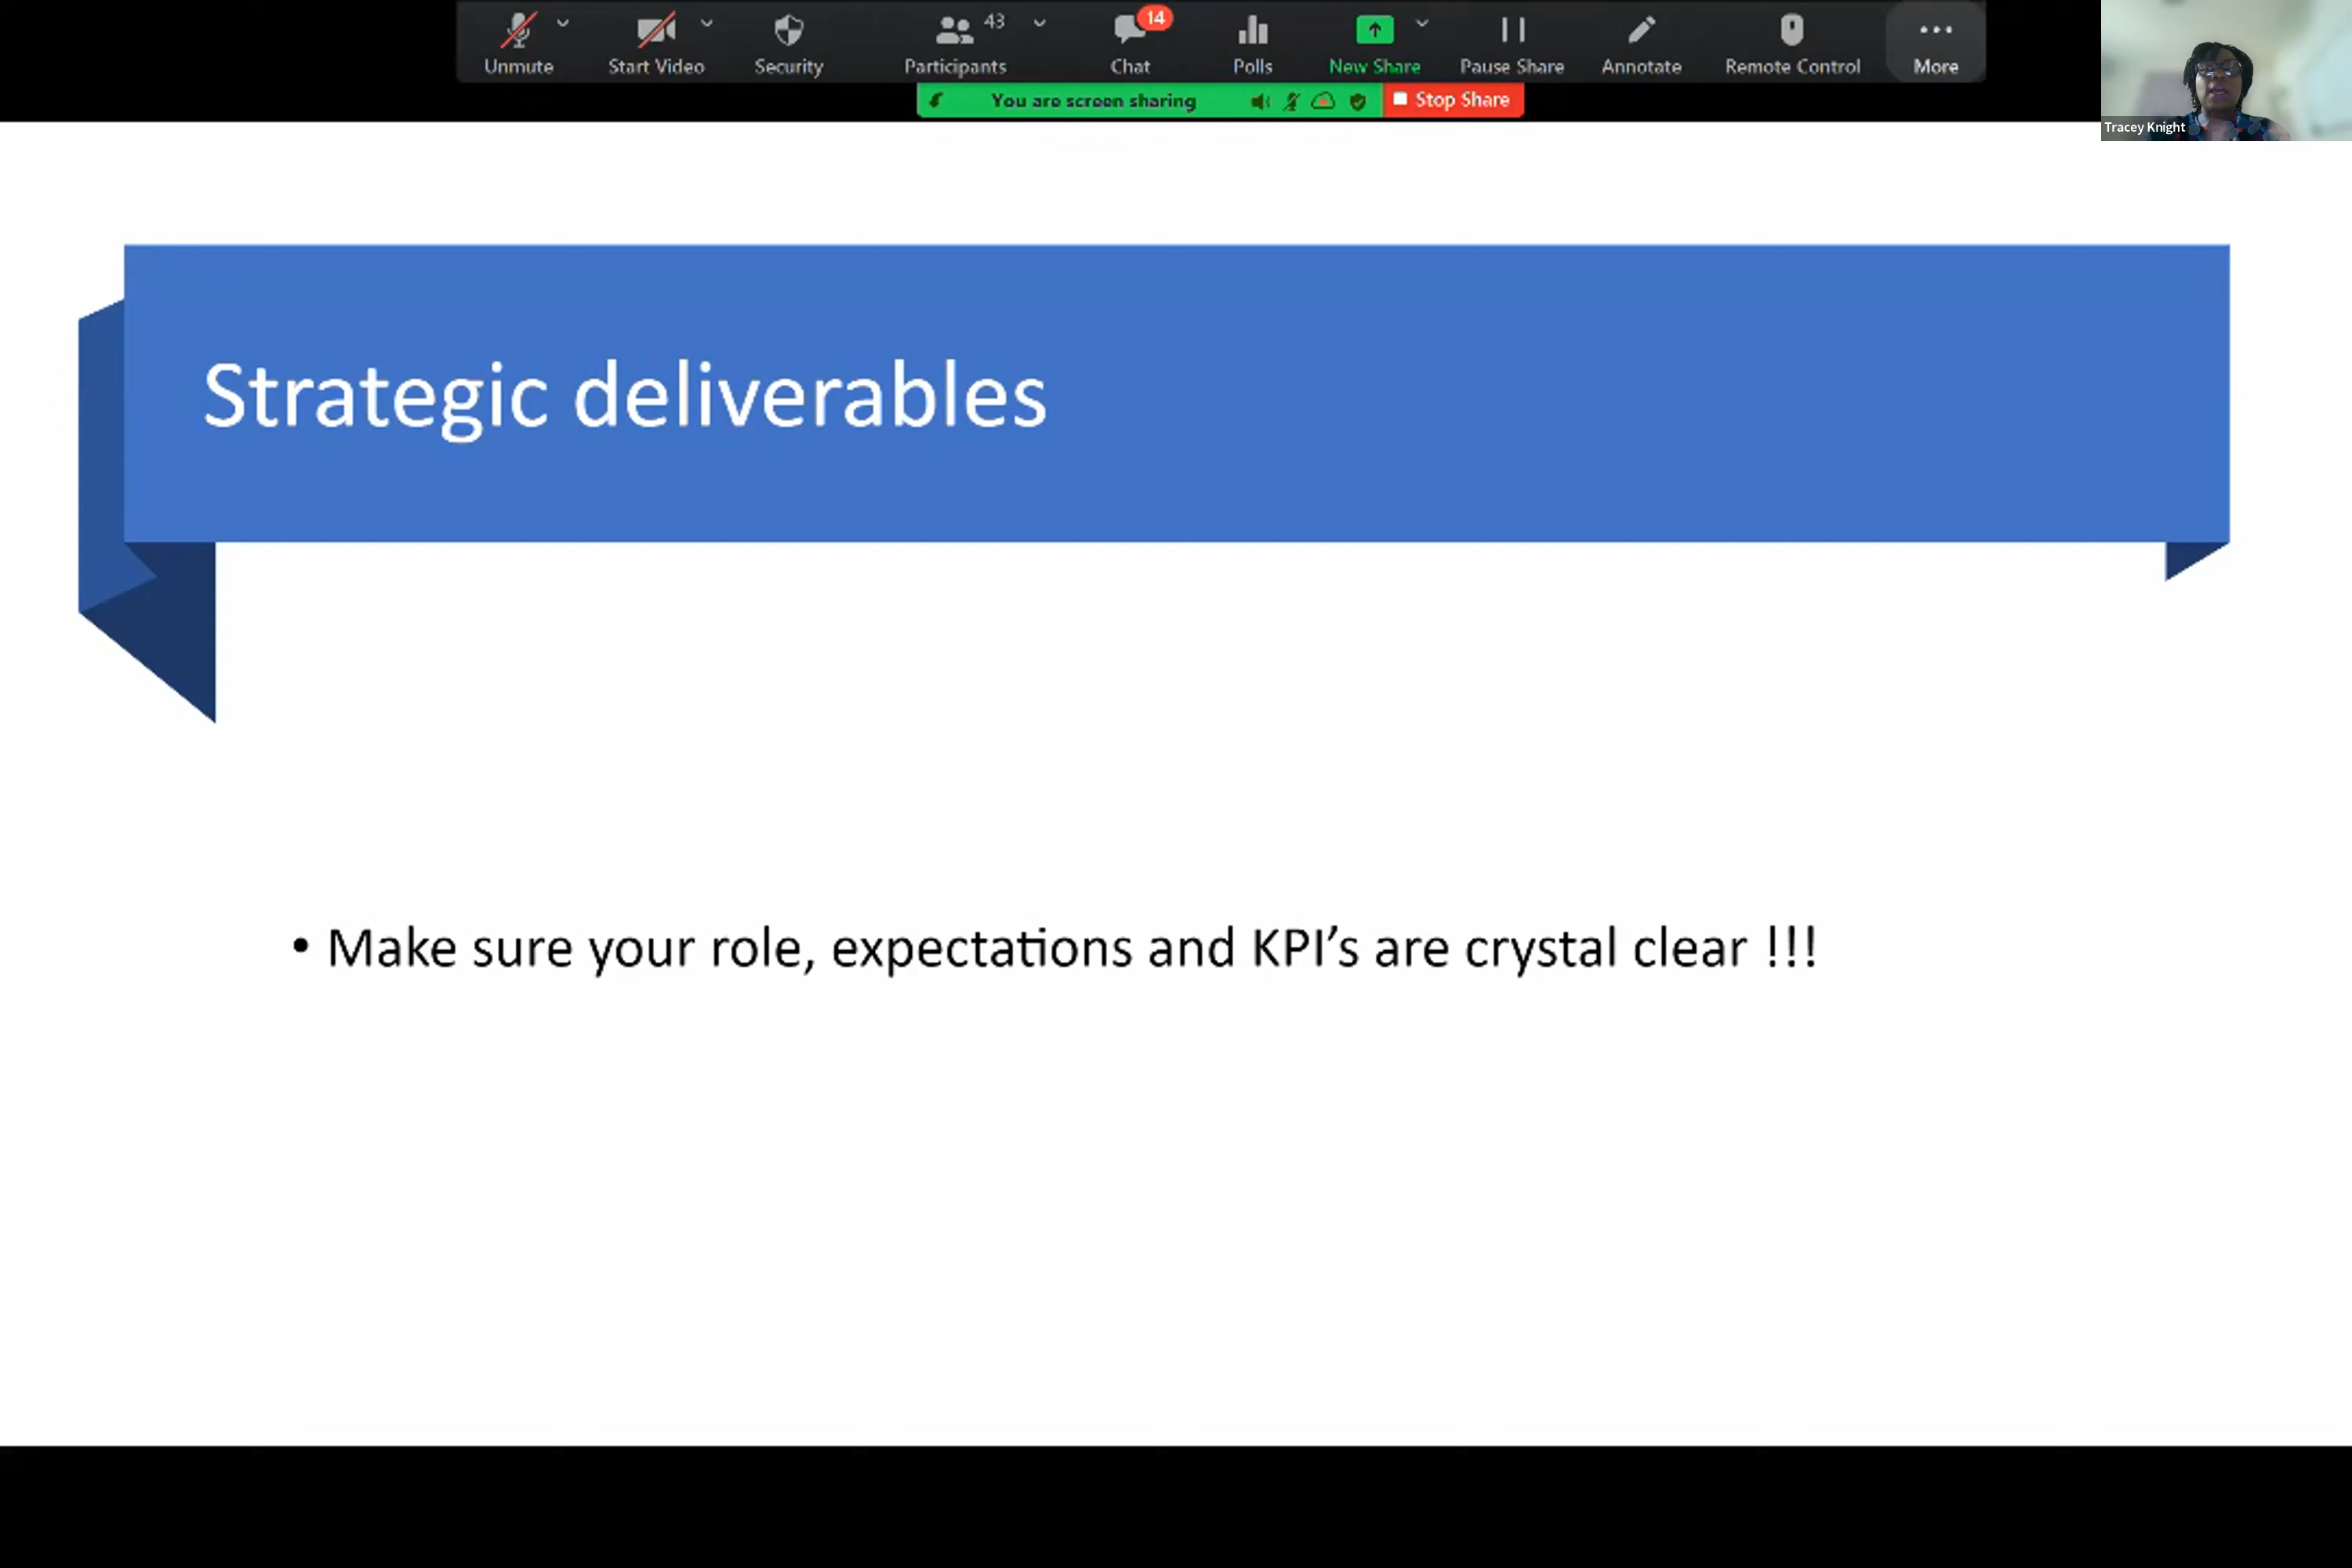 43
14
Unmute
Start Video
Security
Participants
Chat
Polls
New Share
Pause Share
Annotate
Remote Control
More
You are screen sharing
Stop Share
Tracey Knight
Strategic deliverables
• Make sure your role, expectations and KPI’s are crystal clear !!!